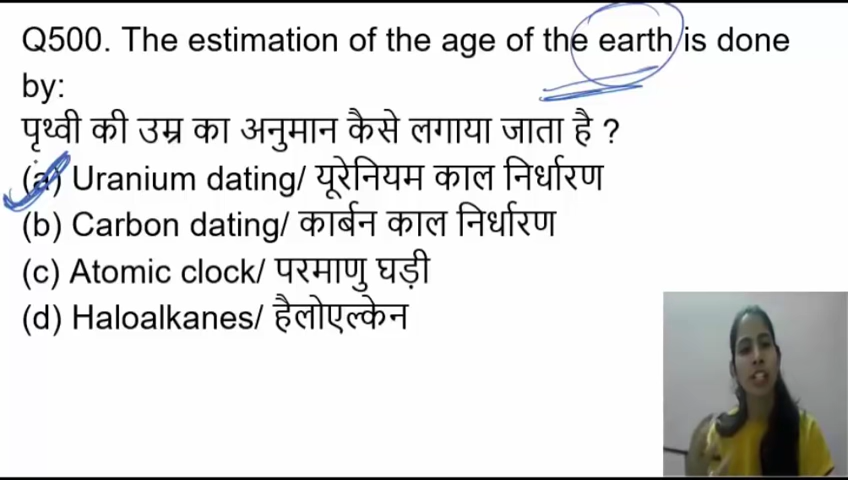 Q500. The estimation of the age of the earth is done
by:
पृथ्वी की उम्र का अनुमान कैसे लगाया जाता है ?
(a) Uranium dating/ यूरेनियम काल निर्धारण
(b) Carbon dating/ कार्बन काल निर्धारण
(c) Atomic clock/ परमाणु घड़ी
(d) Haloalkanes/ हैलोएल्केन